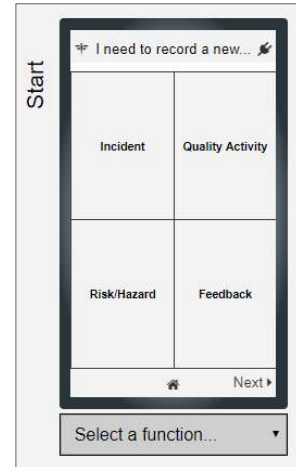 Start
I need to record a new...
Incident Quality Activity
Risk/Hazard Feedback
Next
Select a function...